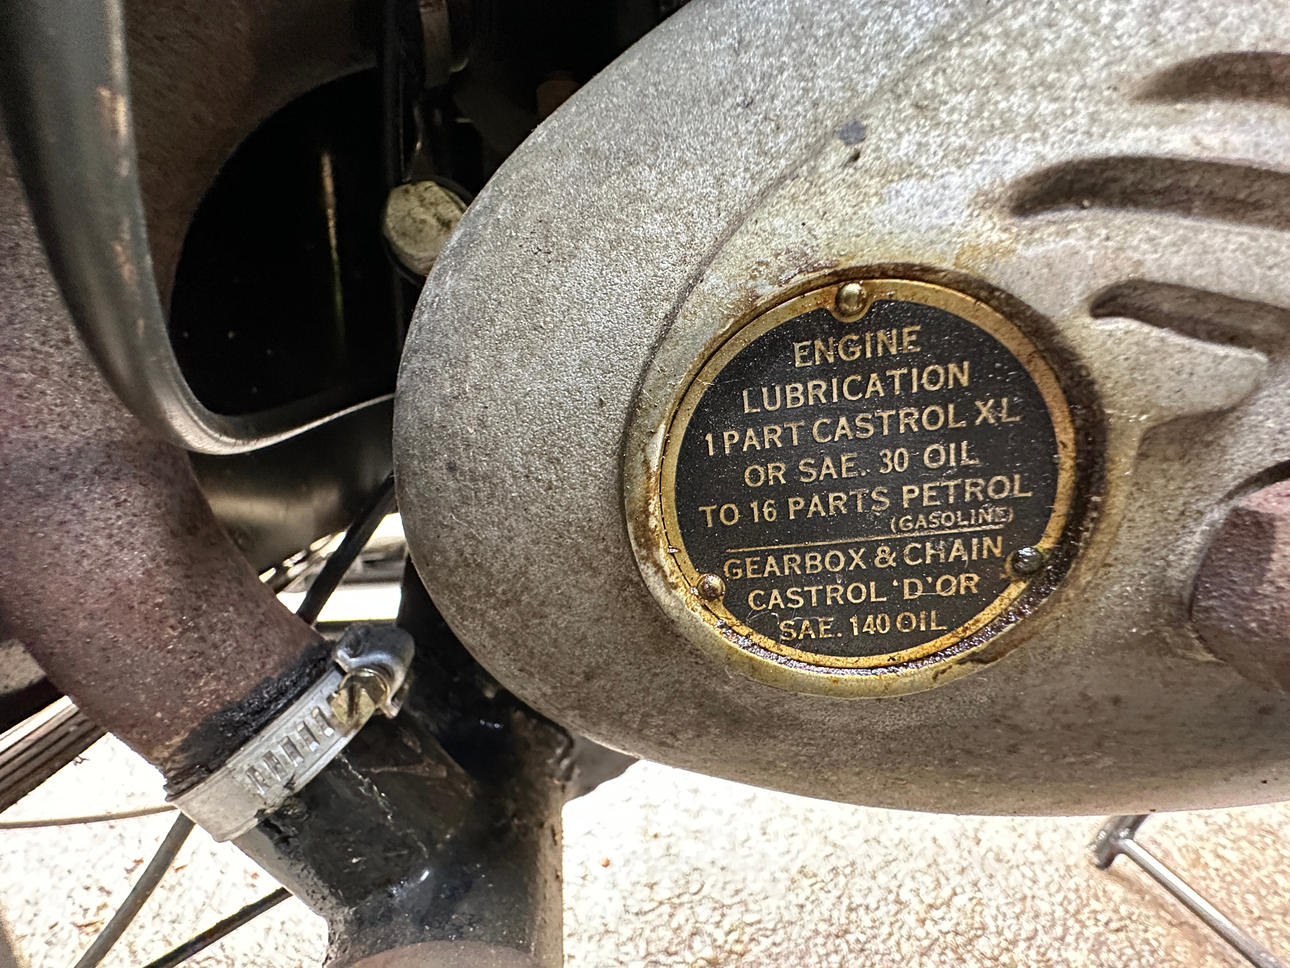 ENGINE
LUBRICATION
1 PART CASTROL XL
OR SAE. 30 OIL
TO 16 PARTS PETROL
(GASOLINE)
GEARBOX & CHAIN
CASTROL 'D' OR
SAE. 140 OIL